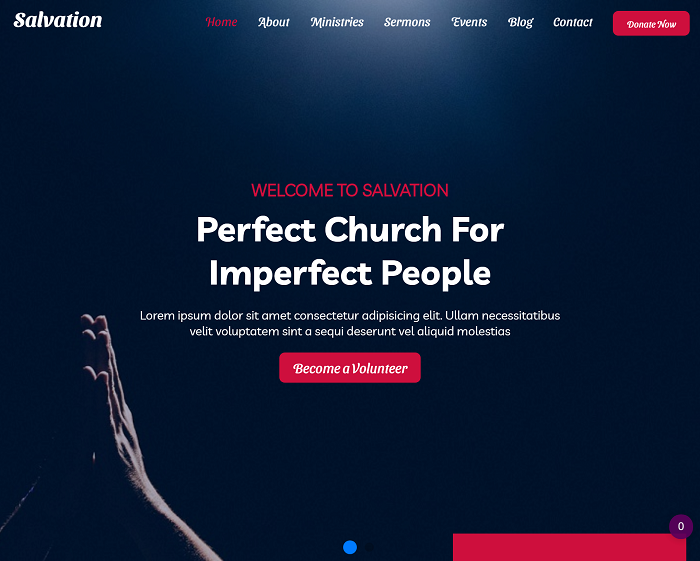 Salvation
Home About Ministries Sermons Events Blog Contact Donate Now
WELCOME TO SALVATION
Perfect Church For
Imperfect People
Lorem ipsum dolor sit amet consectetur adipisicing elit. Ullam necessitatibus
velit voluptatem sint a sequi deserunt vel aliquid molestias
Become a Volunteer
0